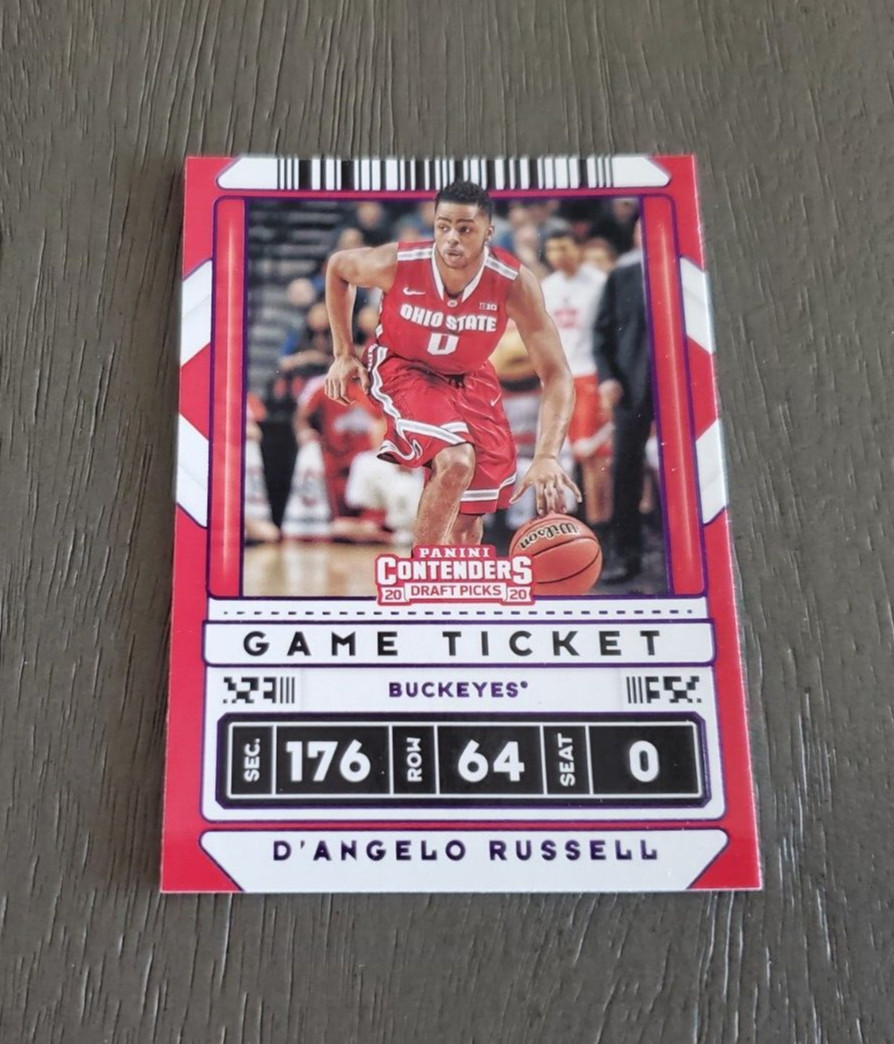 B1G
OHIO STATE
0
Wilson
PANINI
CONTENDERS
20 DRAFT PICKS 20
GAME TICKET
BUCKEYES®
SEC. 176 ROW 64 SEAT 0
D'ANGELO RUSSELL